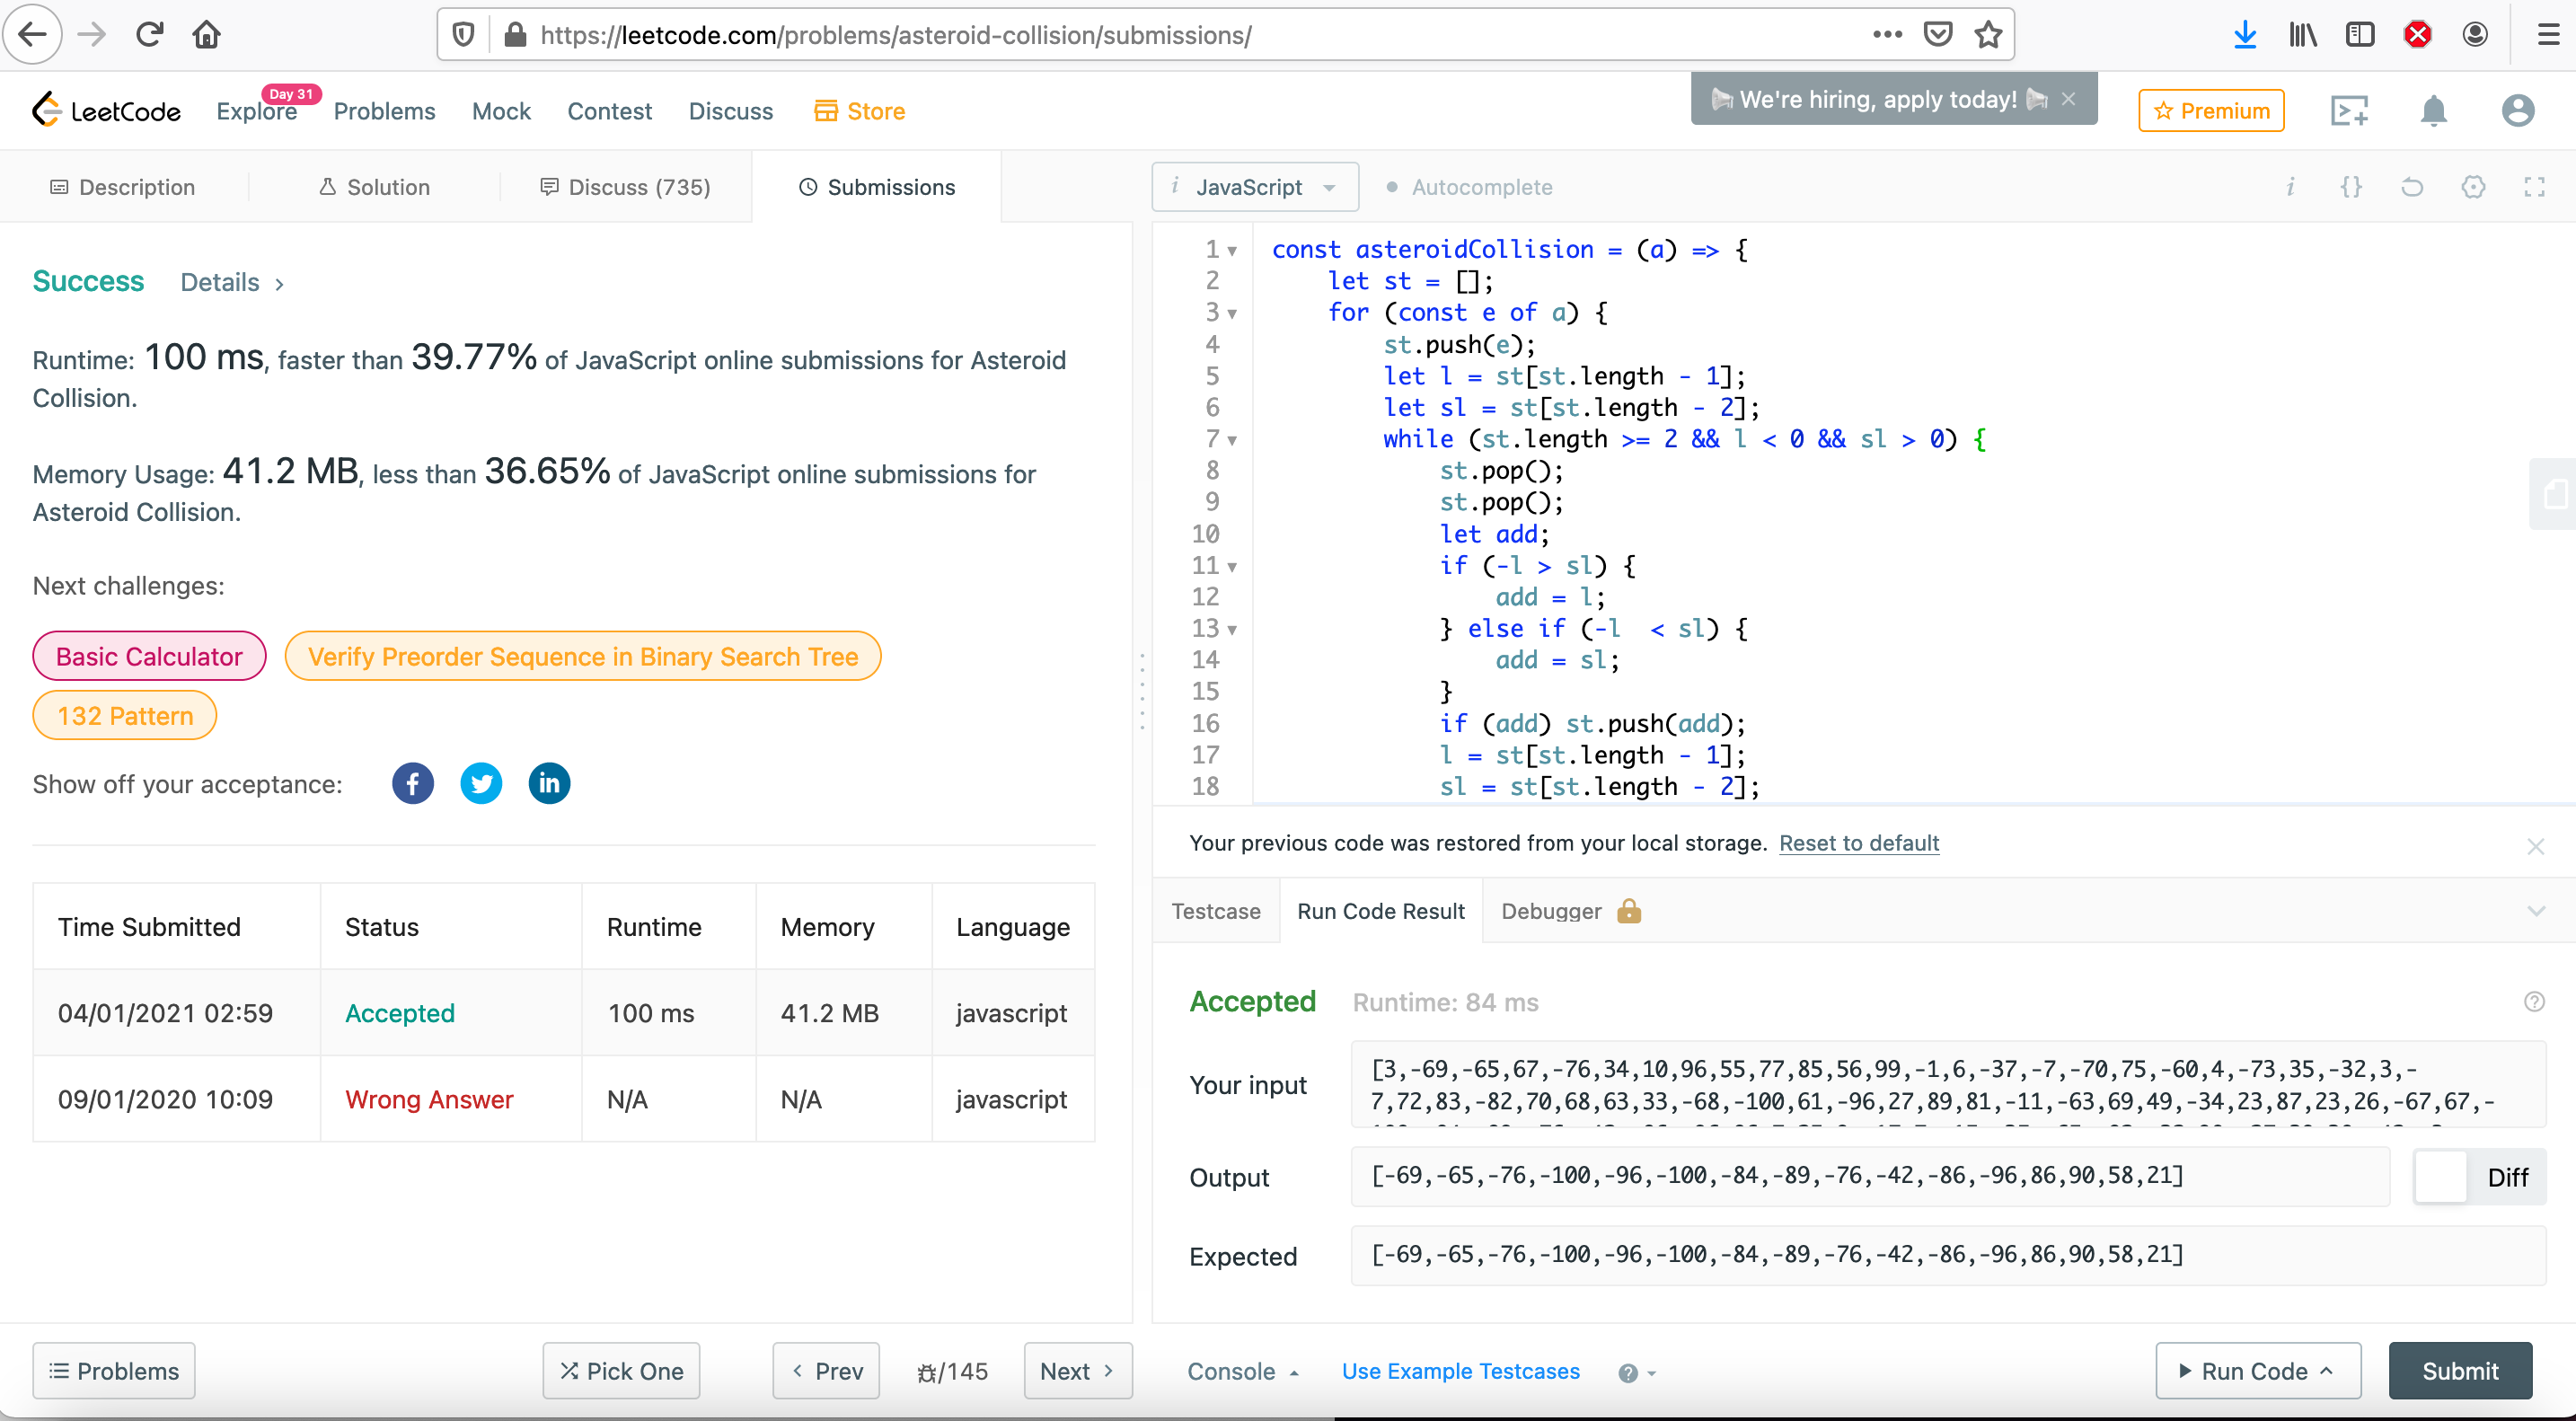 https://leetcode.com/problems/asteroid-collision/submissions/
LeetCode
Explore
Day 31
Problems
Mock
Contest
Discuss
Store
We're hiring, apply today!
Premium
Description
Solution
Discuss (735)
Submissions
Success
Details
Runtime: 100 ms, faster than 39.77% of JavaScript online submissions for Asteroid
Collision.
Memory Usage: 41.2 MB, less than 36.65% of JavaScript online submissions for
Asteroid Collision.
Next challenges:
Basic Calculator
Verify Preorder Sequence in Binary Search Tree
132 Pattern
Show off your acceptance:
Time Submitted Status Runtime Memory Language
04/01/2021 02:59 Accepted 100 ms 41.2 MB javascript
09/01/2020 10:09 Wrong Answer N/A N/A javascript
Problems
Pick One
Prev
/145
Next
i JavaScript
Autocomplete
1 const asteroidCollision = (a) => {
2 let st = [];
3 for (const e of a) {
4 st.push(e);
5 let l = st[st.length - 1];
6 let sl = st[st.length - 2];
7 while (st.length >= 2 && l < 0 && sl > 0) {
8 st.pop();
9 st.pop();
10 let add;
11 if (-l > sl) {
12 add = l;
13 } else if (-l  < sl) {
14 add = sl;
15 }
16 if (add) st.push(add);
17 l = st[st.length - 1];
18 sl = st[st.length - 2];
Your previous code was restored from your local storage. Reset to default
Testcase
Run Code Result
Debugger
Accepted
Runtime: 84 ms
Your input
[3,-69,-65,67,-76,34,10,96,55,77,85,56,99,-1,6,-37,-7,-70,75,-60,4,-73,35,-32,3,-
7,72,83,-82,70,68,63,33,-68,-100,61,-96,27,89,81,-11,-63,69,49,-34,23,87,23,26,-67,67,-
Output
[-69,-65,-76,-100,-96,-100,-84,-89,-76,-42,-86,-96,86,90,58,21]
Diff
Expected
[-69,-65,-76,-100,-96,-100,-84,-89,-76,-42,-86,-96,86,90,58,21]
Console
Use Example Testcases
Run Code
Submit